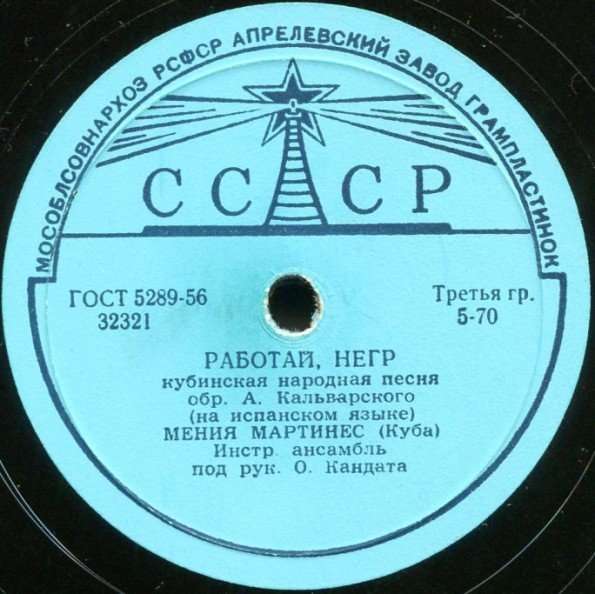 МОСОБЛСОВНАРХОЗ РСФСР АПРЕЛЕВСКИЙ ЗАВОД ГРАМПЛАСТИНОК
СССР
ГОСТ 5289-56
32321
Третья гр.
5-70
РАБОТАЙ, НЕГР
кубинская народная песня
обр. А. Кальварского
(на испанском языке)
МЕНИЯ МАРТИНЕС (Куба)
Инстр. ансамбль
под рук. О. Кандата